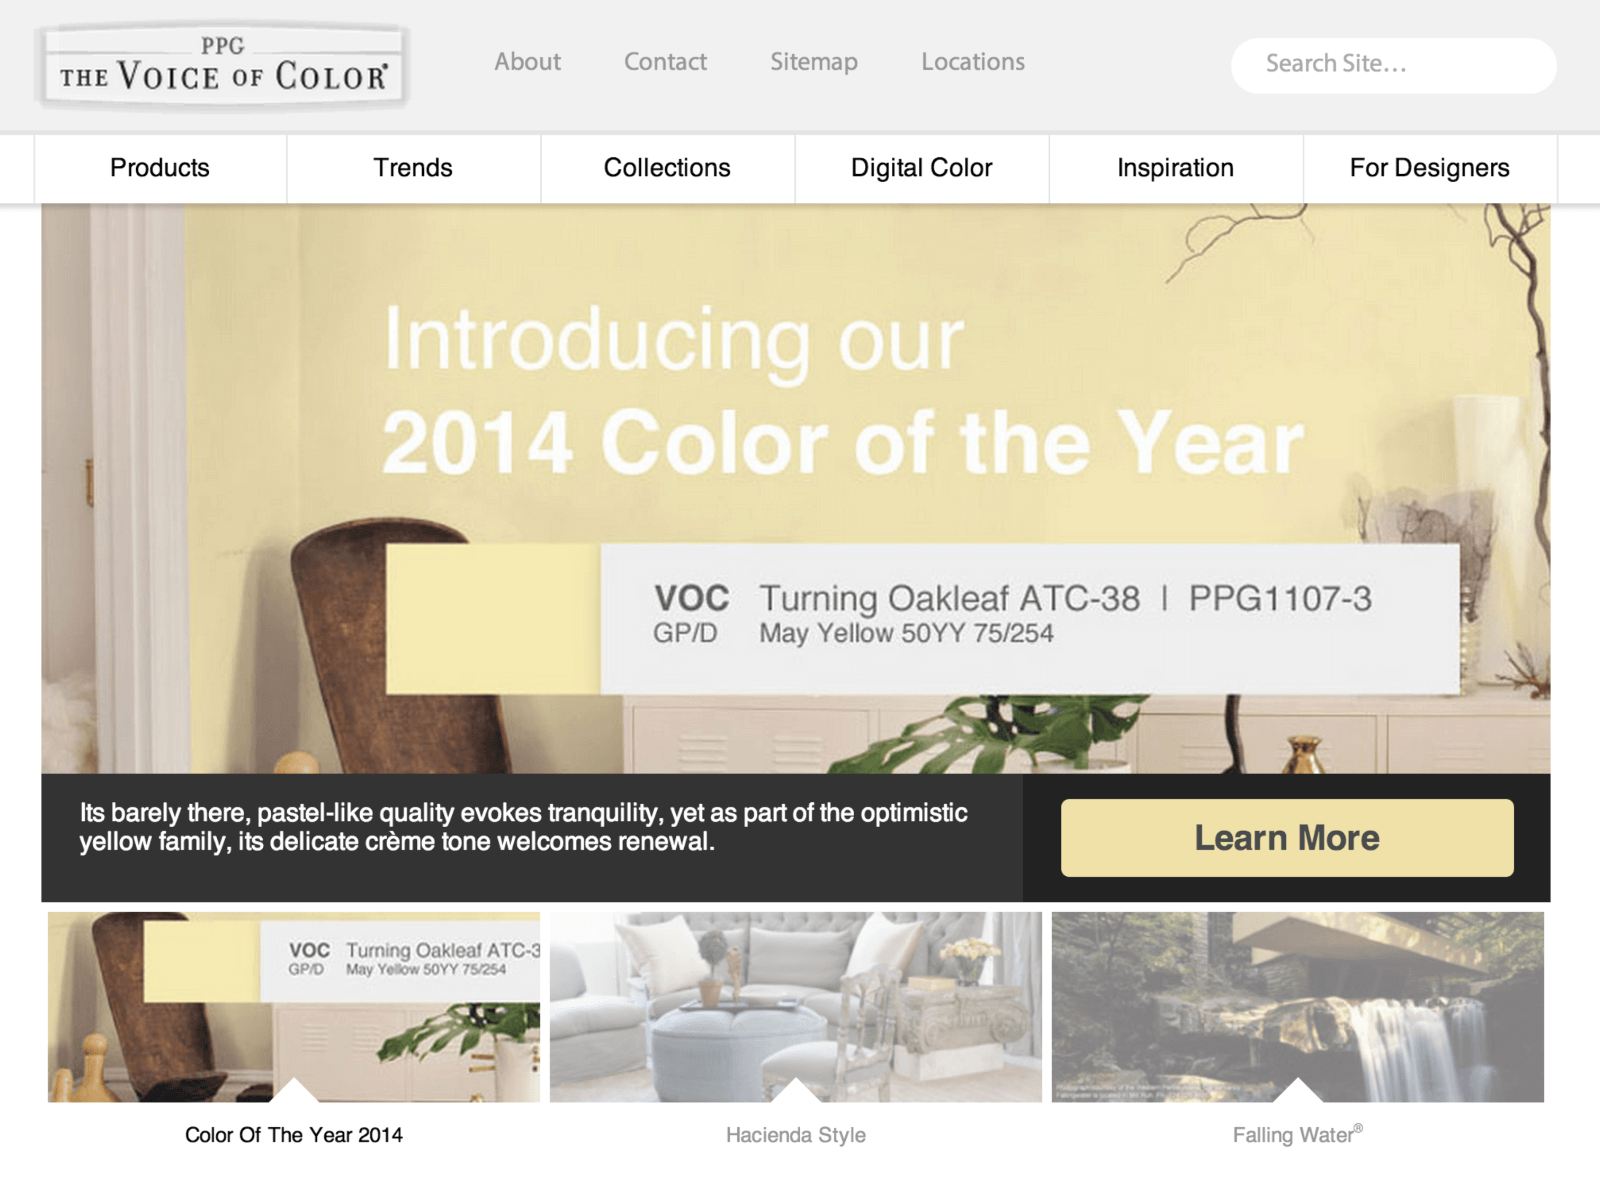 PPG
THE VOICE OF COLOR®
About
Contact
Sitemap
Locations
Search Site...
Products
Trends
Collections
Digital Color
Inspiration
For Designers
Introducing our
2014 Color of the Year
VOC Turning Oakleaf ATC-38 | PPG1107-3
GP/D May Yellow 50YY 75/254
Its barely there, pastel-like quality evokes tranquility, yet as part of the optimistic
yellow family, its delicate crème tone welcomes renewal.
Learn More
VOC Turning Oakleaf ATC-3
GP/D May Yellow 50YY 75/254
Color Of The Year 2014
Hacienda Style
Falling Water®